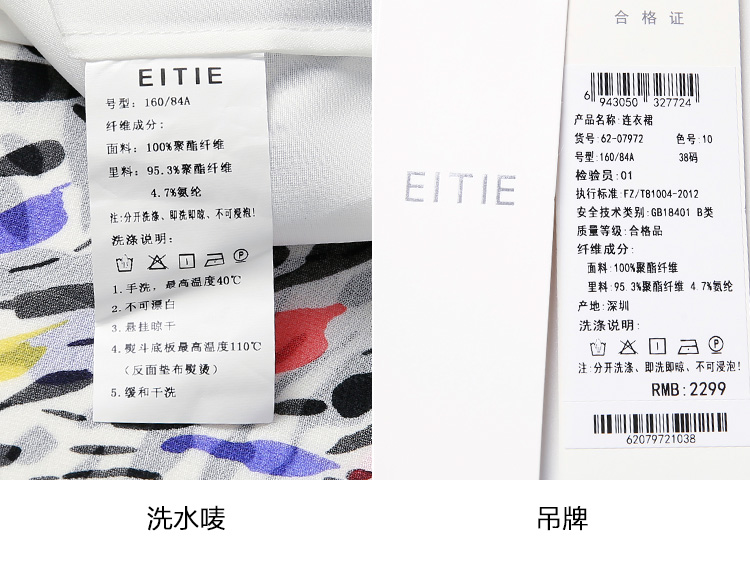 EITIE
号型: 160/84A
纤维成分:
面料: 100%聚酯纤维
里料: 95.3%聚酯纤维
4.7%氨纶
注:分开洗涤、即洗即晾、不可浸泡!
洗涤说明:
1.手洗，最高温度40℃
2.不可漂白
3.悬挂晾干
4.熨斗底板最高温度110℃
（反面垫布熨烫）
5.缓和干洗
洗水唛
EITIE
合格证
6 943050 327724
产品名称:连衣裙
货号:62-07972 色号:10
号型:160/84A 38码
检验员:01
执行标准:FZ/T81004-2012
安全技术类别:GB18401 B类
质量等级:合格品
纤维成分:
面料:100%聚酯纤维
里料:95.3%聚酯纤维 4.7%氨纶
产地:深圳
洗涤说明:
注:分开洗涤、即洗即晾、不可浸泡!
RMB:2299
62079721038
吊牌